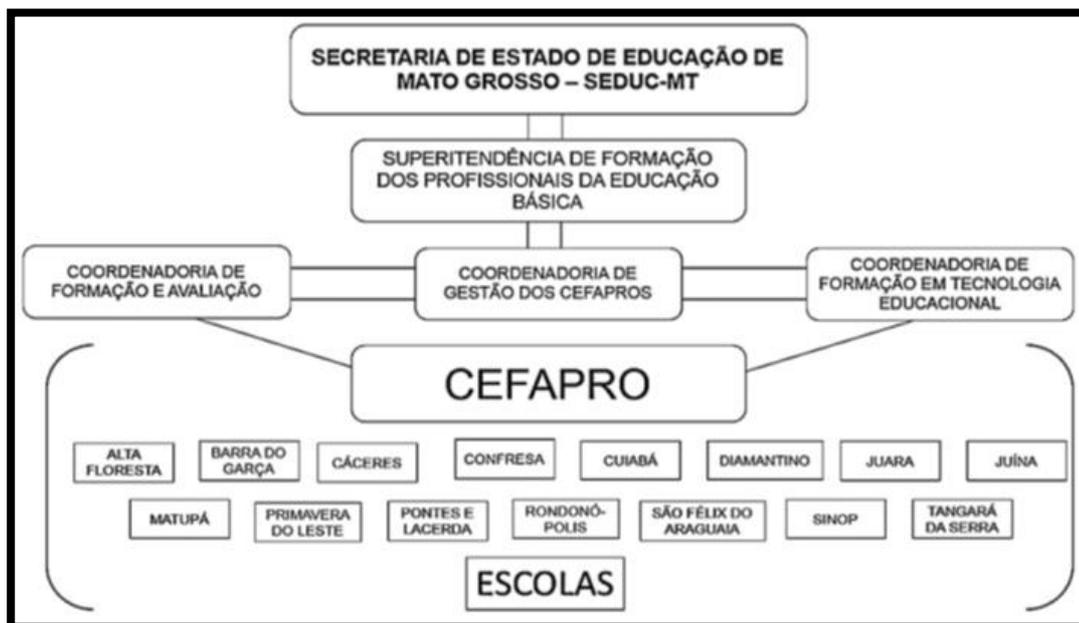 SECRETARIA DE ESTADO DE EDUCAÇÃO DE
MATO GROSSO – SEDUC-MT
SUPERITENDÊNCIA DE FORMAÇÃO
DOS PROFISSIONAIS DA EDUCAÇÃO
BÁSICA
COORDENADORIA DE
FORMAÇÃO E AVALIAÇÃO
COORDENADORIA DE
GESTÃO DOS CEFAPROS
COORDENADORIA DE
FORMAÇÃO EM TECNOLOGIA
EDUCACIONAL
CEFAPRO
ALTA
FLORESTA
BARRA DO
GARÇA
CÁCERES
CONFRESA
CUIABÁ
DIAMANTINO
JUARA
JUÍNA
MATUPÁ
PRIMAVERA
DO LESTE
PONTES E
LACERDA
RONDONÓ-
POLIS
SÃO FÉLIX DO
ARAGUAIA
SINOP
TANGARÁ
DA SERRA
ESCOLAS